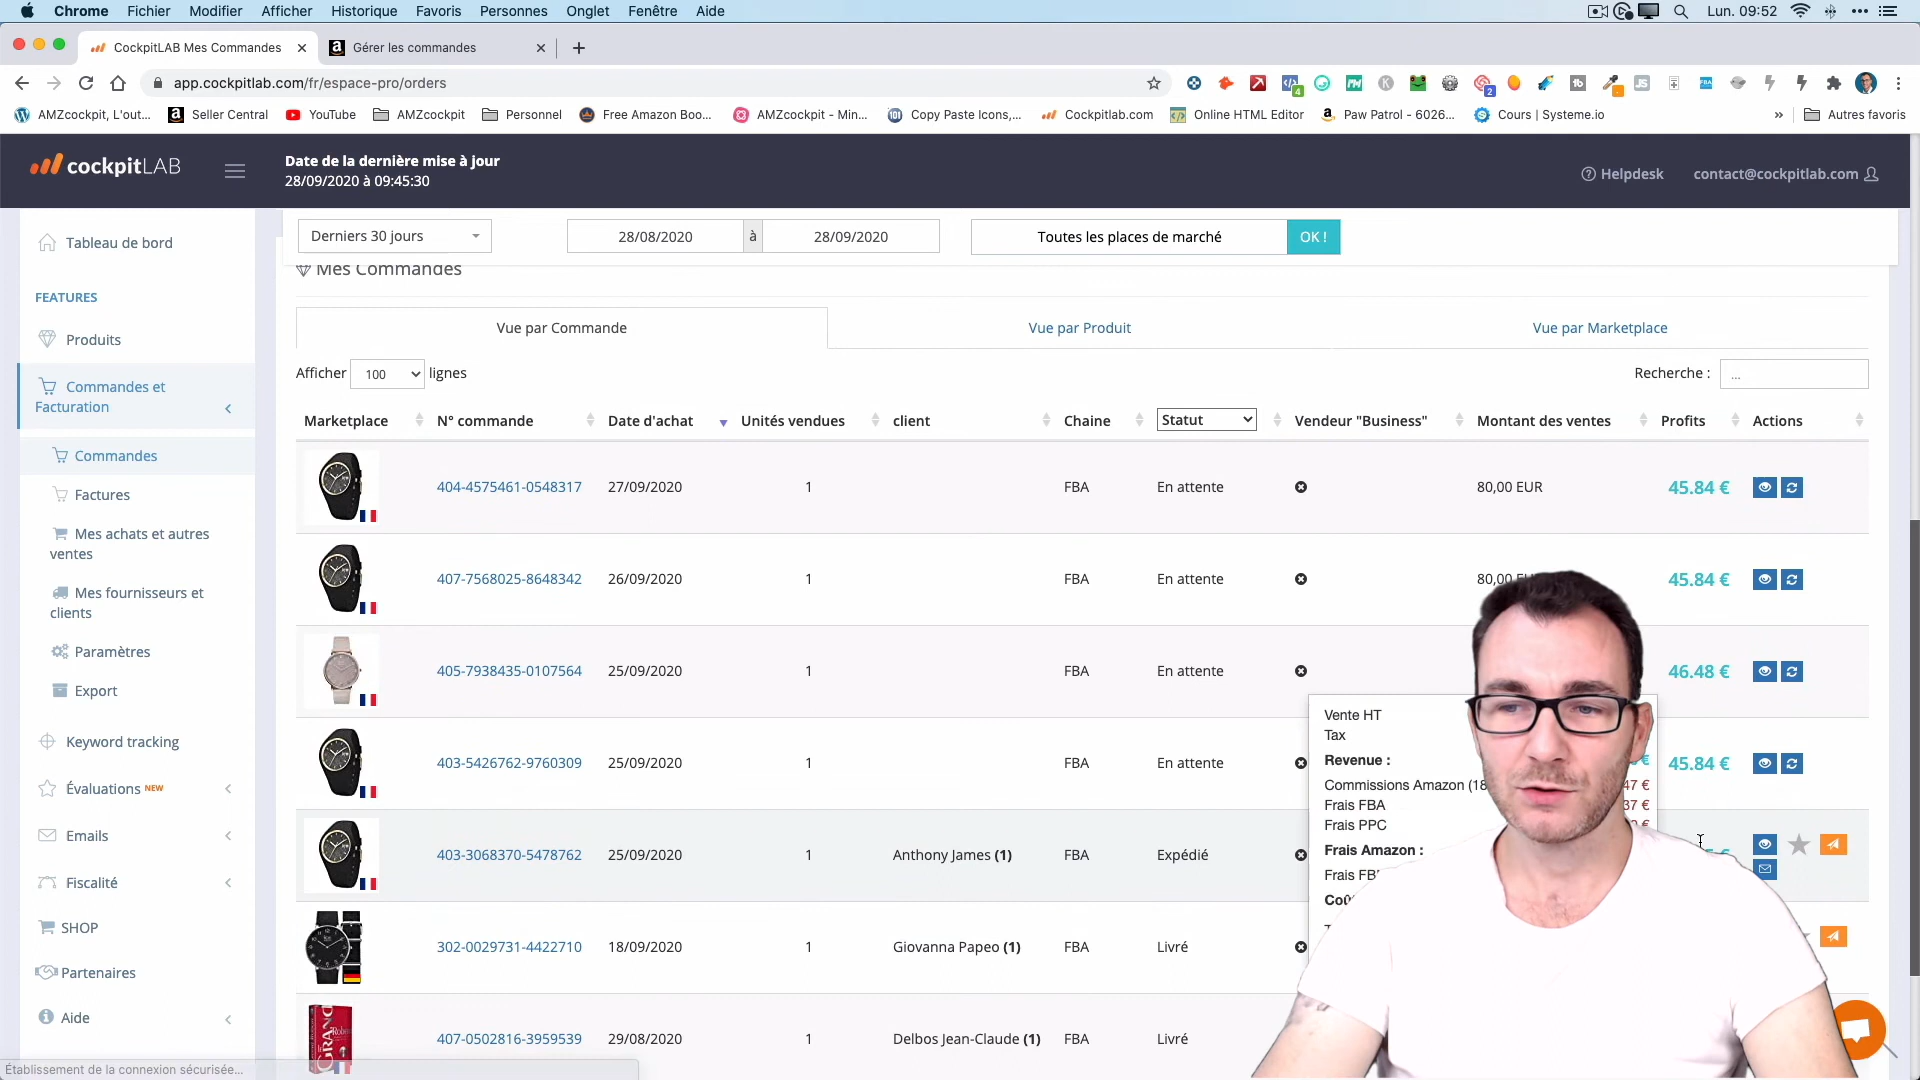 Chrome Fichier Modifier Afficher Historique Favoris Personnes Onglet Fenêtre Aide Lun. 09:52
CockpitLAB Mes Commandes Gérer les commandes
app.cockpitlab.com/fr/espace-pro/orders
AMZcockpit, L'out... Seller Central YouTube AMZcockpit Personnel Free Amazon Boo... AMZcockpit - Min... Copy Paste Icons,... Cockpitlab.com Online HTML Editor Paw Patrol - 6026... Cours | Systeme.io » Autres favoris
cockpitLAB
Date de la dernière mise à jour
28/09/2020 à 09:45:30
Helpdesk contact@cockpitlab.com
Derniers 30 jours 28/08/2020 à 28/09/2020 Toutes les places de marché OK !
Tableau de bord
FEATURES
Produits
Commandes et
Facturation
Commandes
Factures
Mes achats et autres
ventes
Mes fournisseurs et
clients
Paramètres
Export
Keyword tracking
Évaluations NEW
Emails
Fiscalité
SHOP
Partenaires
Aide
Mes Commandes
Vue par Commande Vue par Produit Vue par Marketplace
Afficher 100 lignes Recherche : ...
Marketplace N° commande Date d'achat Unités vendues client Chaine Statut Vendeur "Business" Montant des ventes Profits Actions
404-4575461-0548317 27/09/2020 1 FBA En attente 80,00 EUR 45.84 €
407-7568025-8648342 26/09/2020 1 FBA En attente 80,00 45.84 €
405-7938435-0107564 25/09/2020 1 FBA En attente 46.48 €
403-5426762-9760309 25/09/2020 1 FBA En attente 45.84 €
403-3068370-5478762 25/09/2020 1 Anthony James (1) FBA Expédié
302-0029731-4422710 18/09/2020 1 Giovanna Papeo (1) FBA Livré
407-0502816-3959539 29/08/2020 1 Delbos Jean-Claude (1) FBA Livré
Vente HT
Tax
Revenue :
Commissions Amazon (18
47 €
Frais FBA
37 €
Frais PPC
Frais Amazon :
Établissement de la connexion sécurisée...